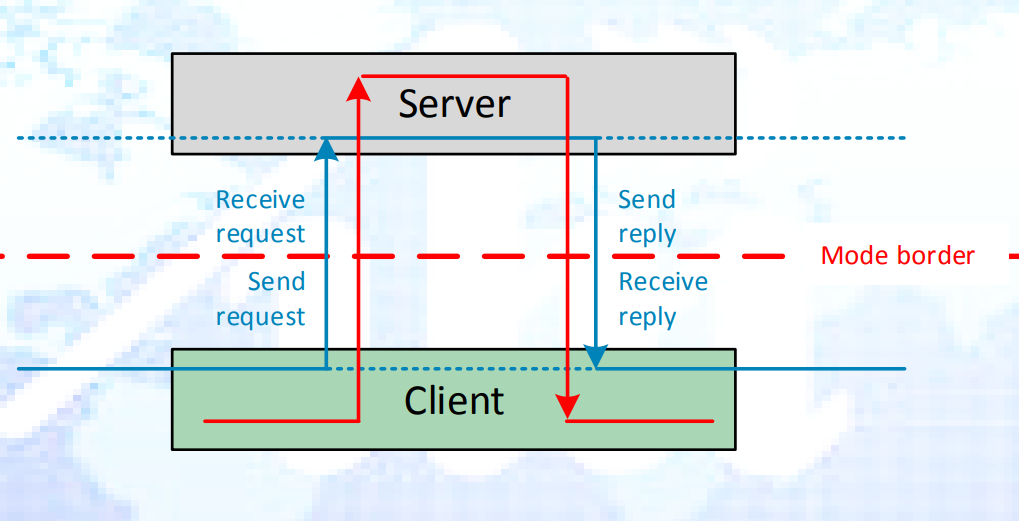 Server
Receive
request
Send
reply
Mode border
Send
request
Receive
reply
Client